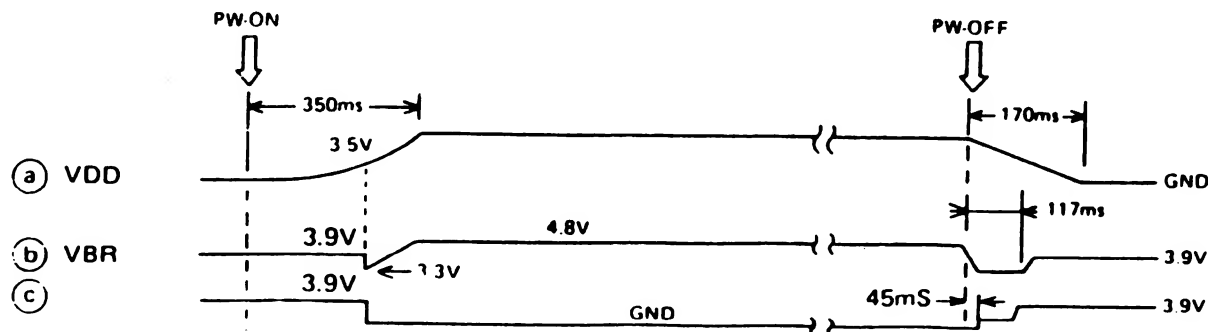 PW-ON
PW-OFF
350ms
170ms
3.5V
ⓐ VDD
GND
117ms
3.9V
4.8V
ⓑ VBR
3.3V
3.9V
ⓒ
3.9V
GND
45mS
3.9V